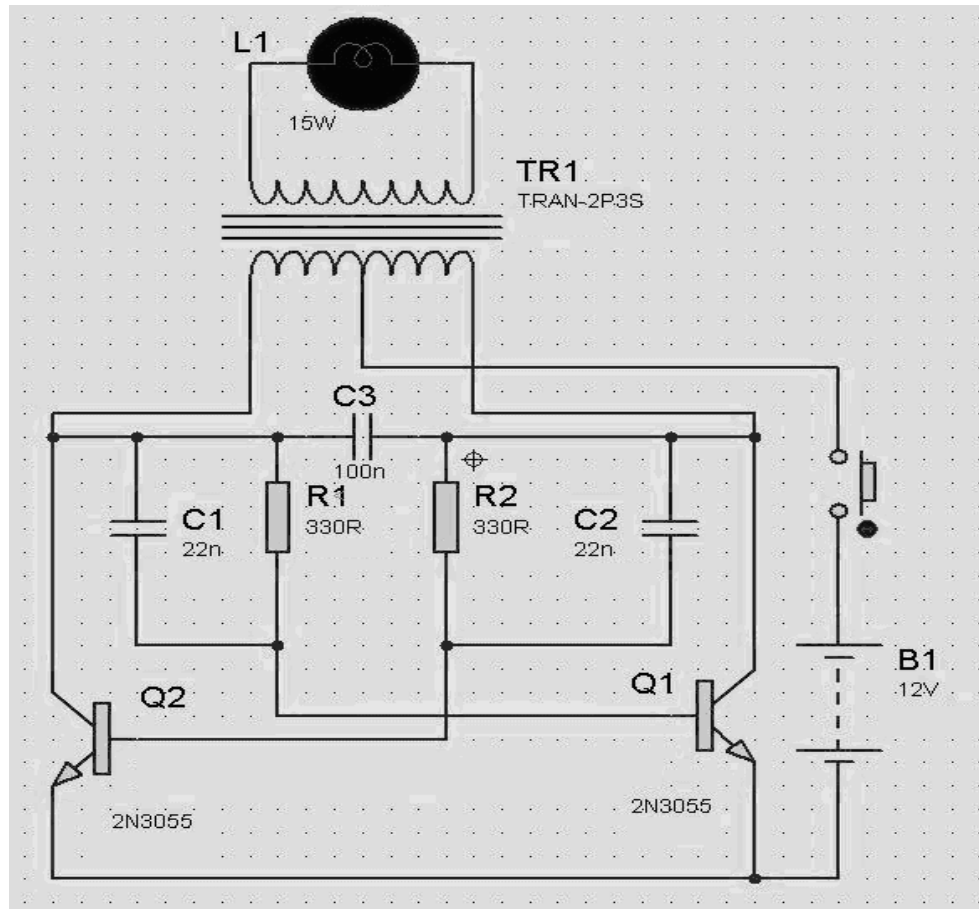 L1
15W
TR1
TRAN-2P3S
C3
100n
C1
22n
R1
330R
R2
330R
C2
22n
B1
12V
Q2
2N3055
Q1
2N3055